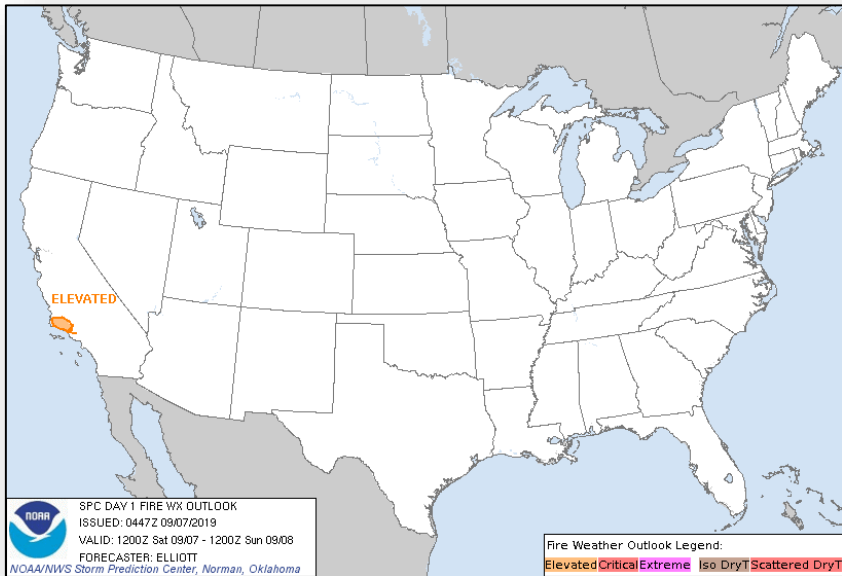 ELEVATED
NOAA
SPC DAY 1 FIRE WX OUTLOOK
ISSUED: 0447Z 09/07/2019
VALID: 1200Z Sat 09/07 - 1200Z Sun 09/08
FORECASTER: ELLIOTT
NOAA/NWS Storm Prediction Center, Norman, Oklahoma
Fire Weather Outlook Legend:
Elevated Critical Extreme Iso DryT Scattered DryT